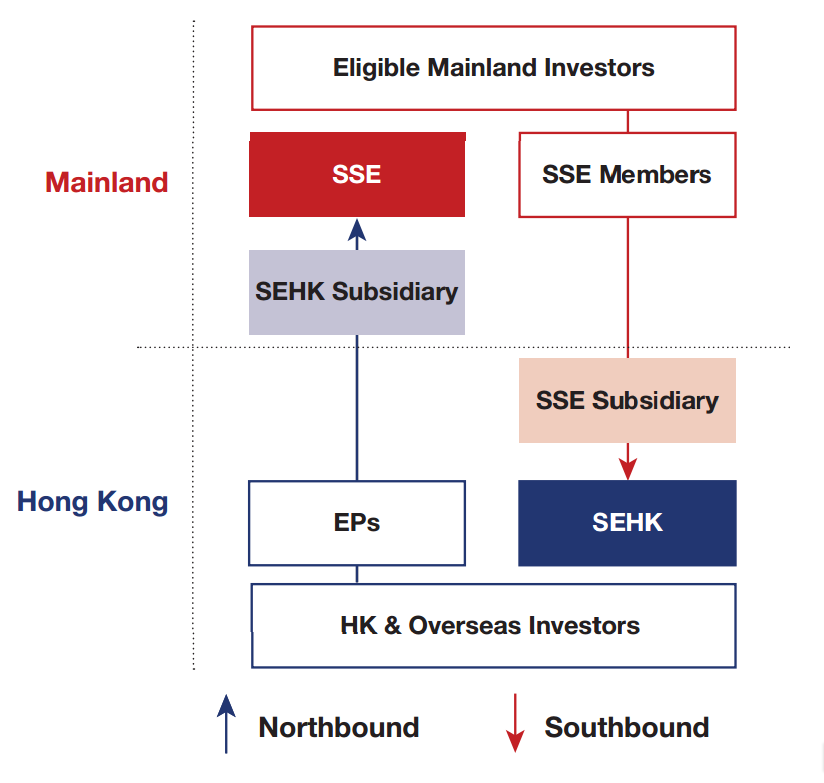 Eligible Mainland Investors
Mainland
SSE
SSE Members
SEHK Subsidiary
SSE Subsidiary
Hong Kong
EPs
SEHK
HK & Overseas Investors
Northbound
Southbound